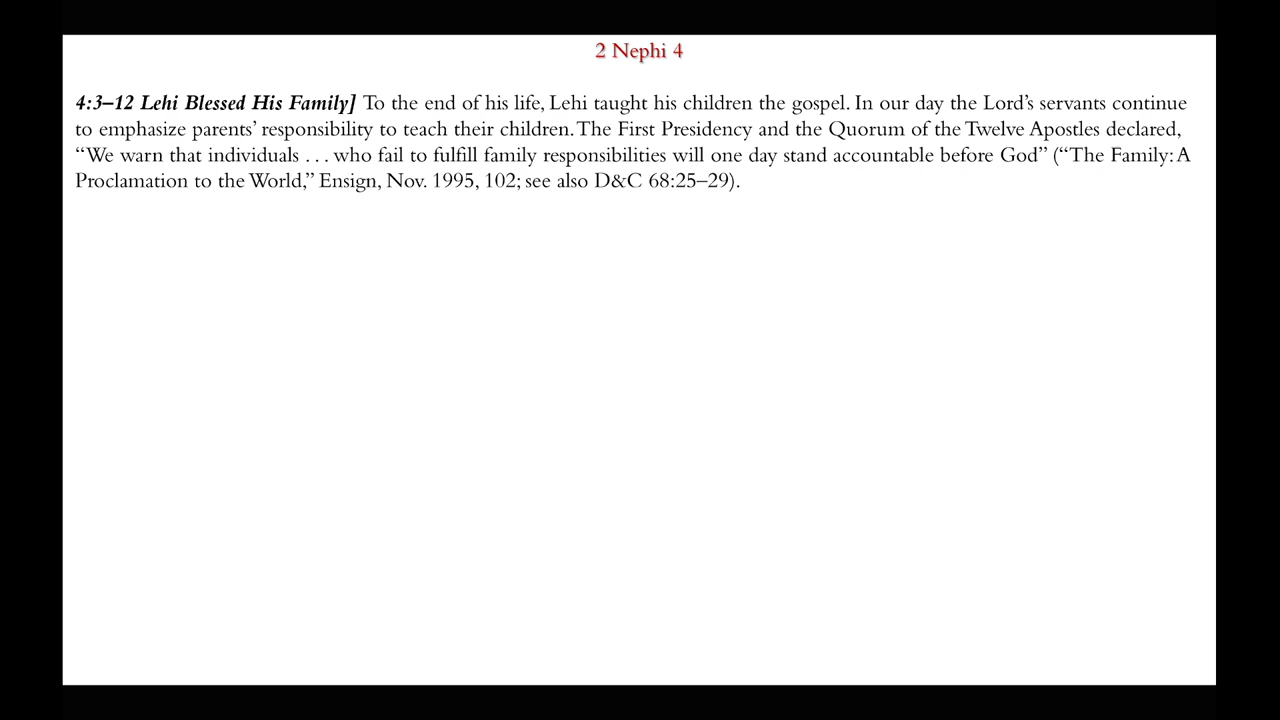 2 Nephi 4
4:3–12 Lehi Blessed His Family] To the end of his life, Lehi taught his children the gospel. In our day the Lord’s servants continue
to emphasize parents’ responsibility to teach their children. The First Presidency and the Quorum of the Twelve Apostles declared,
“We warn that individuals . . . who fail to fulfill family responsibilities will one day stand accountable before God” (“The Family: A
Proclamation to the World,” Ensign, Nov. 1995, 102; see also D&C 68:25–29).